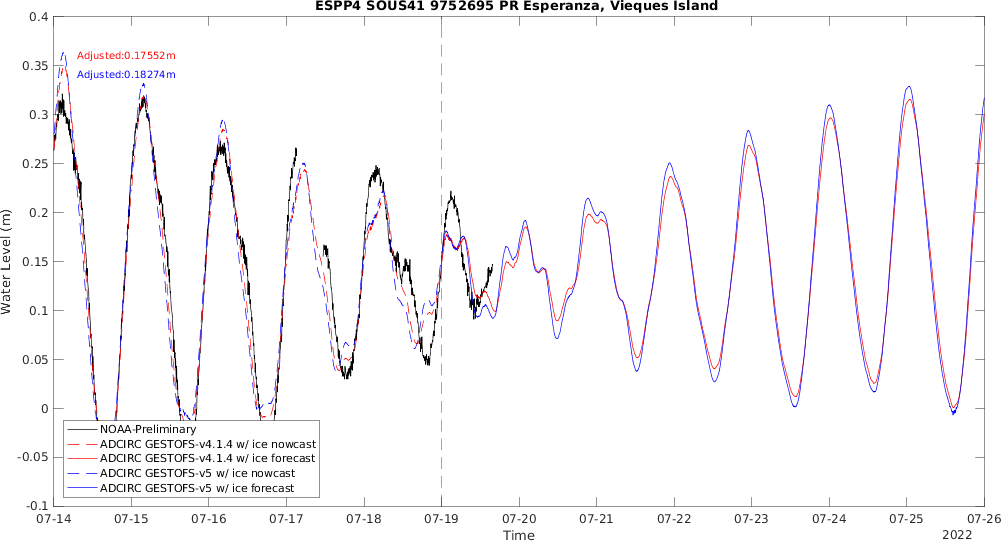 ESPP4 SOUS41 9752695 PR Esperanza, Vieques Island
0.4
0.35
0.3
0.25
0.2
0.15
0.1
0.05
0
-0.05
-0.1
Water Level (m)
Adjusted:0.17552m
Adjusted:0.18274m
NOAA-Preliminary
ADCIRC GESTOFS-v4.1.4 w/ ice nowcast
ADCIRC GESTOFS-v4.1.4 w/ ice forecast
ADCIRC GESTOFS-v5 w/ ice nowcast
ADCIRC GESTOFS-v5 w/ ice forecast
07-14 07-15 07-16 07-17 07-18 07-19 07-20 07-21 07-22 07-23 07-24 07-25 07-26
Time
2022